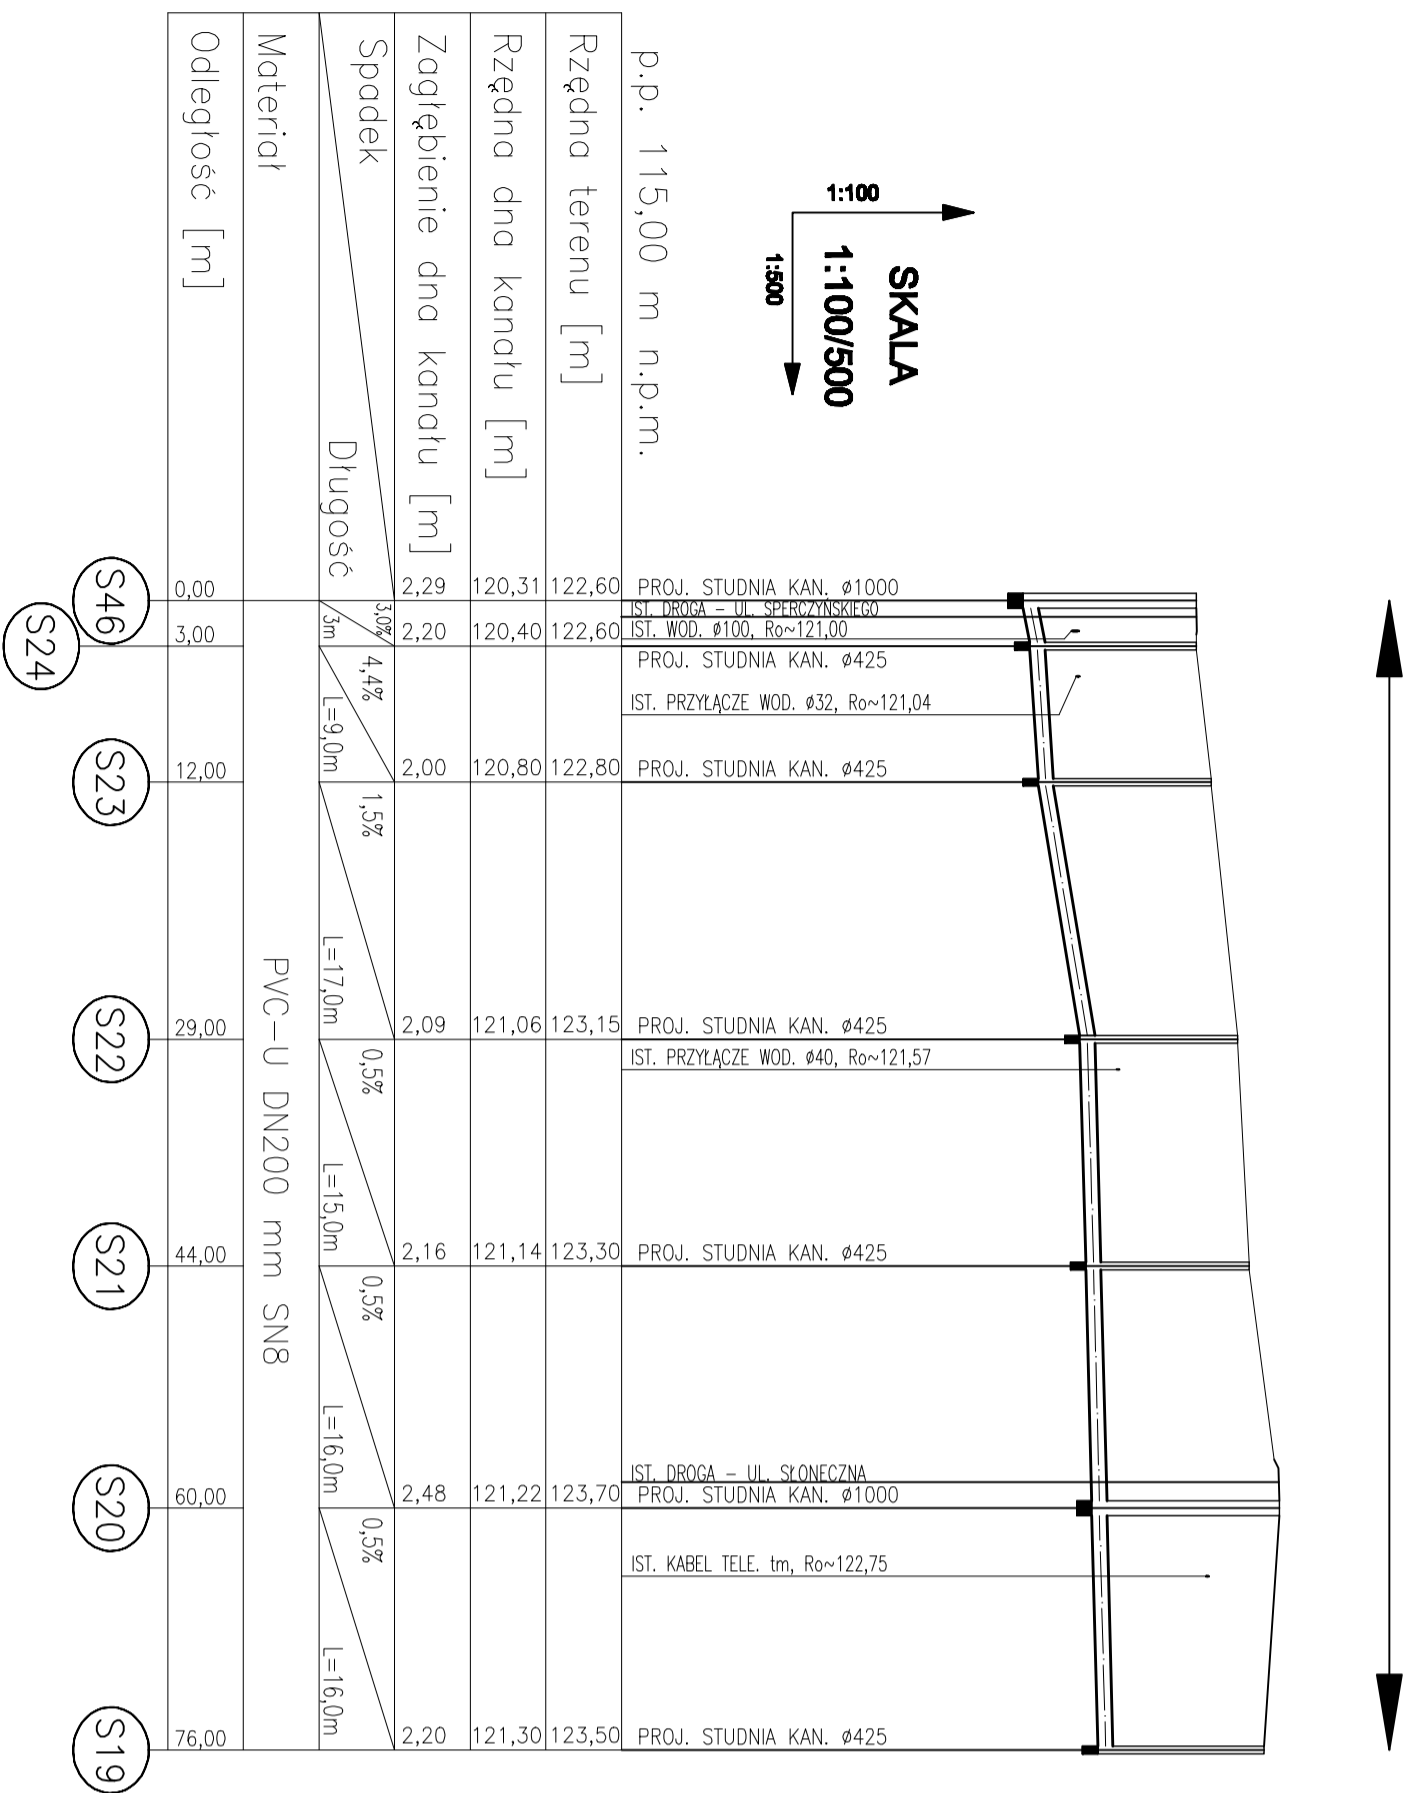 SKALA
1:100/500
1:100
1:500
p.p. 115,00 m n.p.m.
PROJ. STUDNIA KAN. ø1000
IST. DROGA - UL. SPERCZYŃSKIEGO
IST. WOD. ø100, Ro~121,00
PROJ. STUDNIA KAN. ø425
IST. PRZYŁĄCZE WOD. ø32, Ro~121,04
PROJ. STUDNIA KAN. ø425
PROJ. STUDNIA KAN. ø425
IST. PRZYŁĄCZE WOD. ø40, Ro~121,57
PROJ. STUDNIA KAN. ø425
IST. DROGA - UL. SŁONECZNA
PROJ. STUDNIA KAN. ø1000
IST. KABEL TELE. tm, Ro~122,75
PROJ. STUDNIA KAN. ø425
Rzędna terenu [m] 122,60 122,60 122,80 123,15 123,30 123,70 123,50
Rzędna dna kanału [m] 120,31 120,40 120,80 121,06 121,14 121,22 121,30
Zagłębienie dna kanału [m] 2,29 2,20 2,00 2,09 2,16 2,48 2,20
Spadek 3,0% 4,4% 1,5% 0,5% 0,5% 0,5%
Długość 3m L=9,0m L=17,0m L=15,0m L=16,0m L=16,0m
Materiał PVC-U DN200 mm SN8
Odległość [m] 0,00 3,00 12,00 29,00 44,00 60,00 76,00
S46 S24 S23 S22 S21 S20 S19